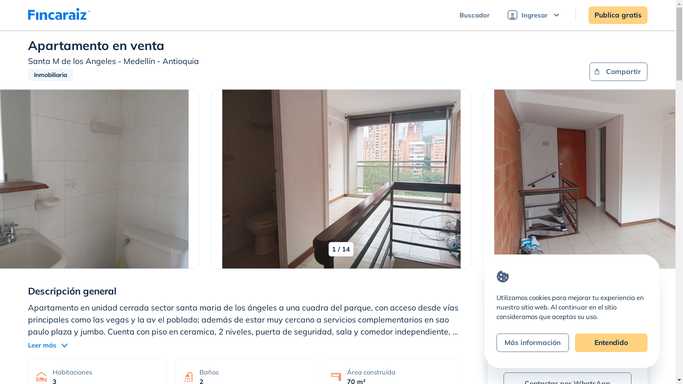 Fincaraiz
Buscador
Ingresar
Publica gratis
Apartamento en venta
Santa M de los Angeles - Medellín - Antioquia
Inmobiliaria
Compartir
1 / 14
Descripción general
Apartamento en unidad cerrada sector santa maria de los ángeles a una cuadra del parque, con acceso desde vías
principales como las vegas y la av el poblado; además de estar muy cercano a servicios complementarios en sao
paulo plaza y jumbo. Cuenta con piso en ceramica, 2 niveles, puerta de seguridad, sala y comedor independiente, ...
Leer más
Habitaciones
3
Baños
2
Área construida
70 m²
Utilizamos cookies para mejorar tu experiencia en
nuestro sitio web. Al continuar en el sitio
consideramos que aceptas su uso.
Más información
Entendido
Contactar por WhatsApp